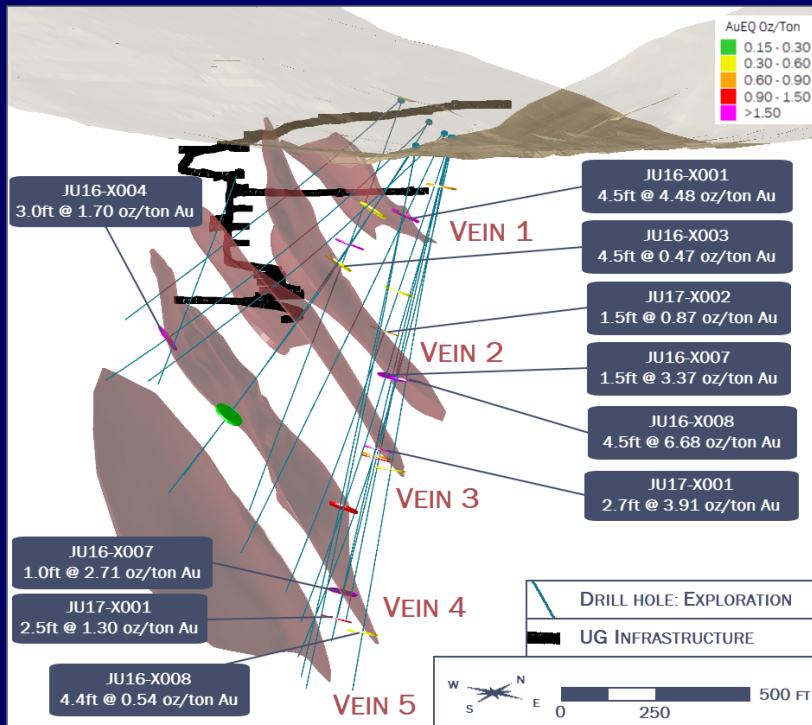 AuEQ Oz/Ton
0.15 - 0.30
0.30 - 0.60
0.60 - 0.90
0.90 - 1.50
>1.50
JU16-X004
3.0ft @ 1.70 oz/ton Au
JU16-X001
4.5ft @ 4.48 oz/ton Au
VEIN 1
JU16-X003
4.5ft @ 0.47 oz/ton Au
JU17-X002
1.5ft @ 0.87 oz/ton Au
VEIN 2
JU16-X007
1.5ft @ 3.37 oz/ton Au
JU16-X008
4.5ft @ 6.68 oz/ton Au
VEIN 3
JU17-X001
2.7ft @ 3.91 oz/ton Au
JU16-X007
1.0ft @ 2.71 oz/ton Au
VEIN 4
JU17-X001
2.5ft @ 1.30 oz/ton Au
JU16-X008
4.4ft @ 0.54 oz/ton Au
VEIN 5
DRILL HOLE: EXPLORATION
UG INFRASTRUCTURE
W N
S E
0 250 500 FT